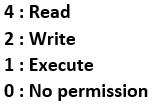 4 : Read
2 : Write
1 : Execute
0 : No permission